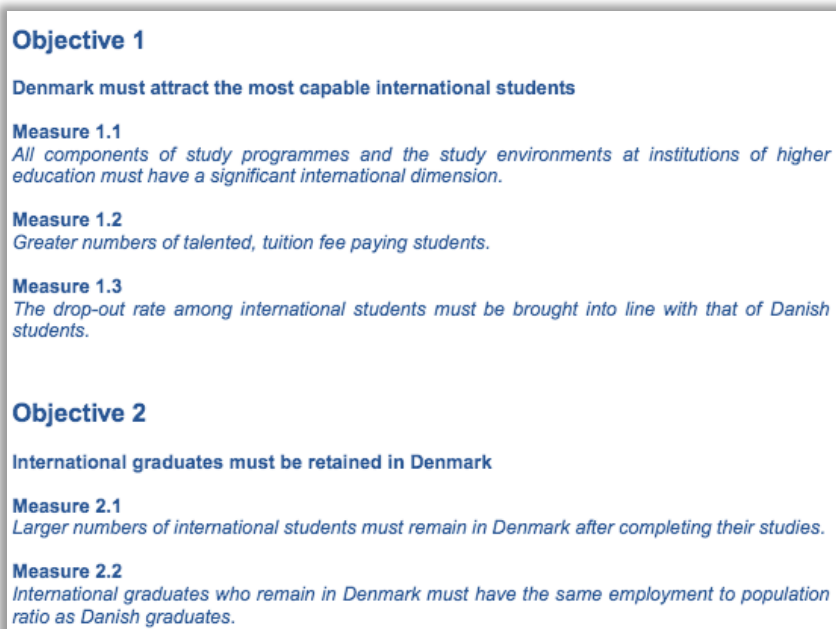 Objective 1
Denmark must attract the most capable international students
Measure 1.1
All components of study programmes and the study environments at institutions of higher
education must have a significant international dimension.
Measure 1.2
Greater numbers of talented, tuition fee paying students.
Measure 1.3
The drop-out rate among international students must be brought into line with that of Danish
students.
Objective 2
International graduates must be retained in Denmark
Measure 2.1
Larger numbers of international students must remain in Denmark after completing their studies.
Measure 2.2
International graduates who remain in Denmark must have the same employment to population
ratio as Danish graduates.